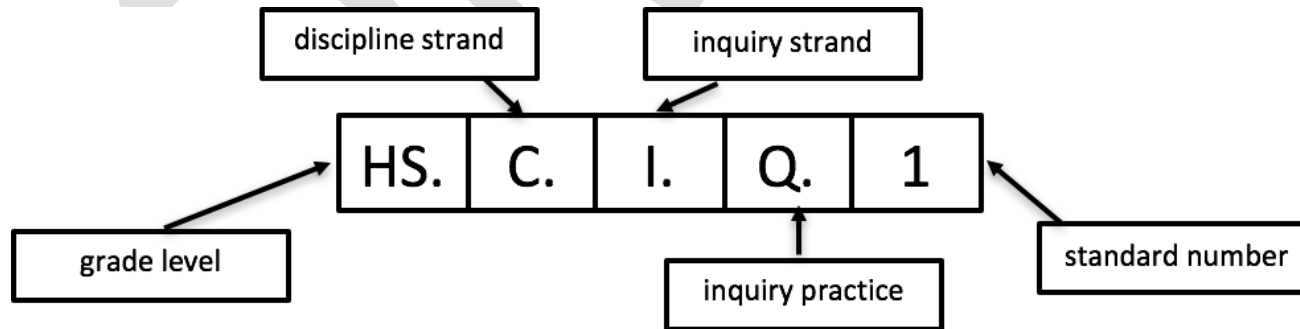 discipline strand
inquiry strand
HS. C. I. Q. 1
grade level
standard number
inquiry practice